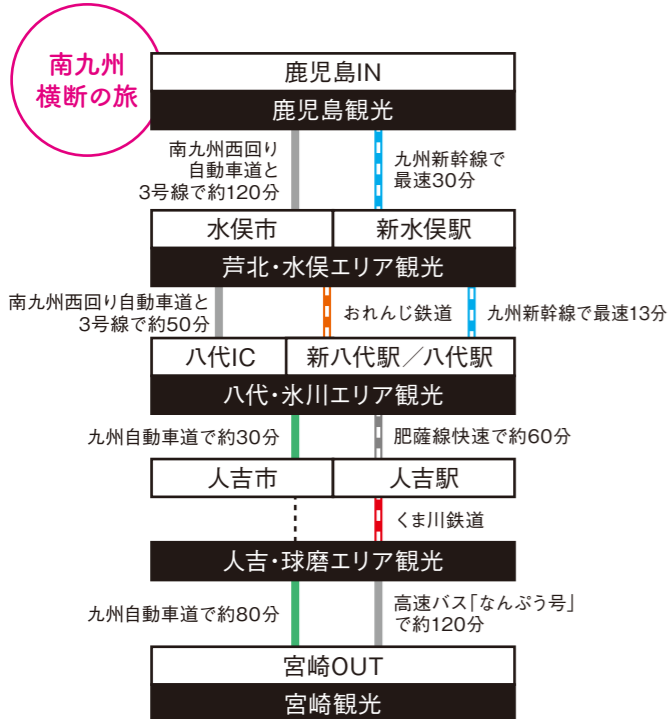 南九州
横断の旅
鹿児島IN
鹿児島観光
南九州西回り
自動車道と
3号線で約120分
九州新幹線で
最速30分
水俣市
新水俣駅
芦北・水俣エリア観光
南九州西回り自動車道と
3号線で約50分
おれんじ鉄道
九州新幹線で最速13分
八代IC
新八代駅／八代駅
八代・氷川エリア観光
九州自動車道で約30分
肥薩線快速で約60分
人吉市
人吉駅
くま川鉄道
人吉・球磨エリア観光
九州自動車道で約80分
高速バス「なんぷう号」
で約120分
宮崎OUT
宮崎観光